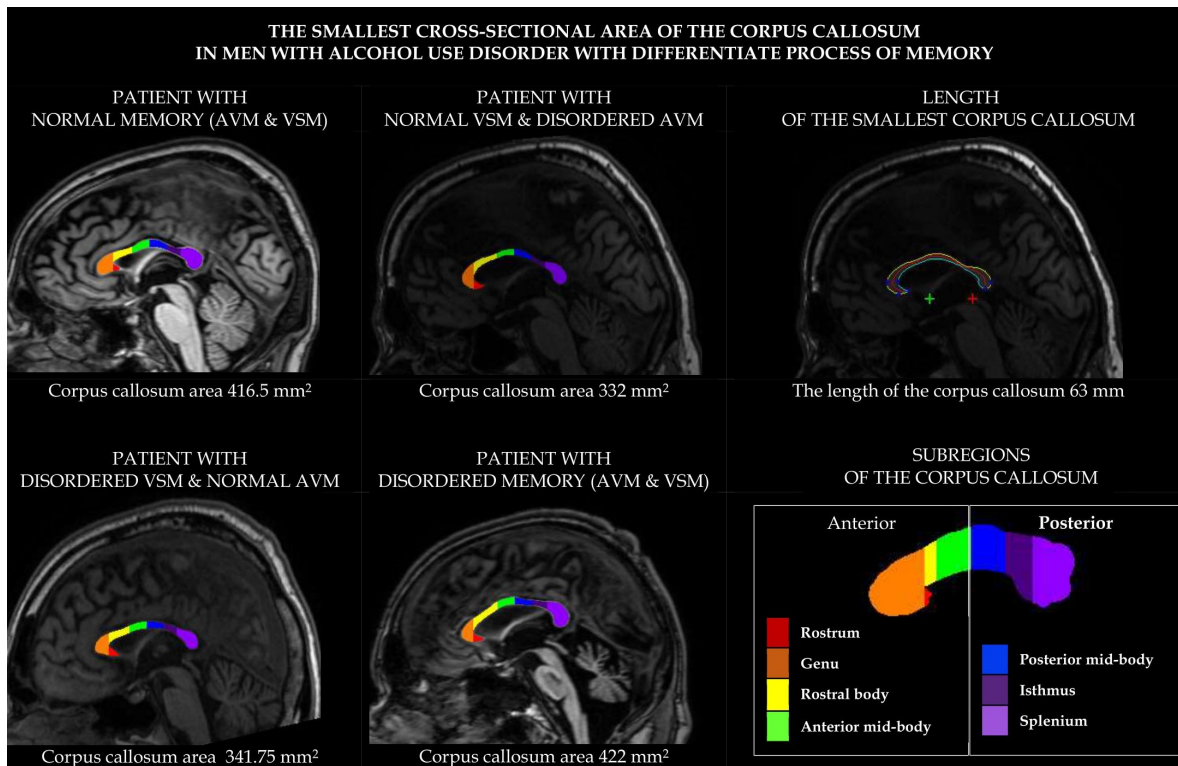 THE SMALLEST CROSS-SECTIONAL AREA OF THE CORPUS CALLOSUM
IN MEN WITH ALCOHOL USE DISORDER WITH DIFFERENTIATE PROCESS OF MEMORY
PATIENT WITH
NORMAL MEMORY (AVM & VSM)
Corpus callosum area 416.5 mm²
PATIENT WITH
NORMAL VSM & DISORDERED AVM
Corpus callosum area 332 mm²
LENGTH
OF THE SMALLEST CORPUS CALLOSUM
The length of the corpus callosum 63 mm
PATIENT WITH
DISORDERED VSM & NORMAL AVM
Corpus callosum area 341.75 mm²
PATIENT WITH
DISORDERED MEMORY (AVM & VSM)
Corpus callosum area 422 mm²
SUBREGIONS
OF THE CORPUS CALLOSUM
Anterior
Rostrum
Genu
Rostral body
Anterior mid-body
Posterior
Posterior mid-body
Isthmus
Splenium